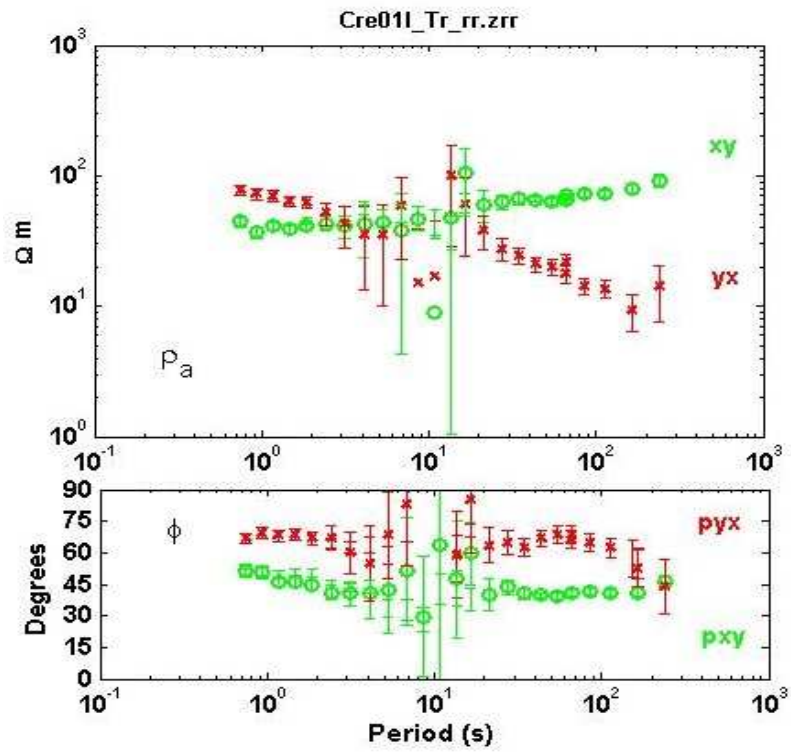 Cre01l_Tr_rr.zrr
10³
10²
10¹
10⁰
Ω m
xy
yx
ρₐ
10⁻¹ 10⁰ 10¹ 10² 10³
90
75
60
45
30
15
0
Degrees
ϕ
pyx
pxy
10⁻¹ 10⁰ 10¹ 10² 10³
Period (s)